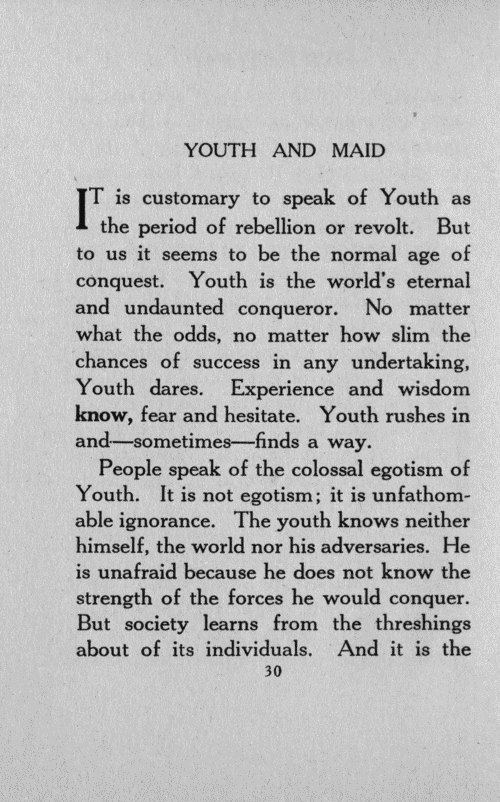 YOUTH AND MAID
IT is customary to speak of Youth as
the period of rebellion or revolt. But
to us it seems to be the normal age of
conquest. Youth is the world's eternal
and undaunted conqueror. No matter
what the odds, no matter how slim the
chances of success in any undertaking,
Youth dares. Experience and wisdom
know, fear and hesitate. Youth rushes in
and—sometimes—finds a way.
People speak of the colossal egotism of
Youth. It is not egotism; it is unfathom-
able ignorance. The youth knows neither
himself, the world nor his adversaries. He
is unafraid because he does not know the
strength of the forces he would conquer.
But society learns from the threshings
about of its individuals. And it is the
30